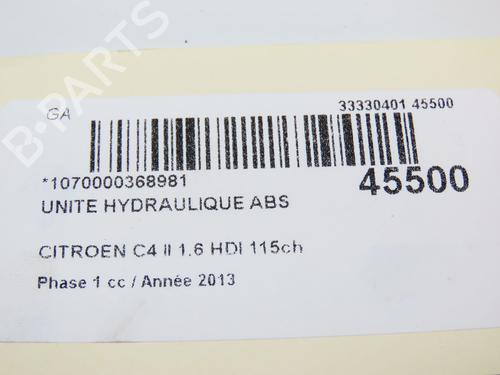 B-PARTS
GA
33330401 45500
*1070000368981
45500
UNITE HYDRAULIQUE ABS
CITROEN C4 II 1.6 HDI 115ch
Phase 1 cc / Année 2013